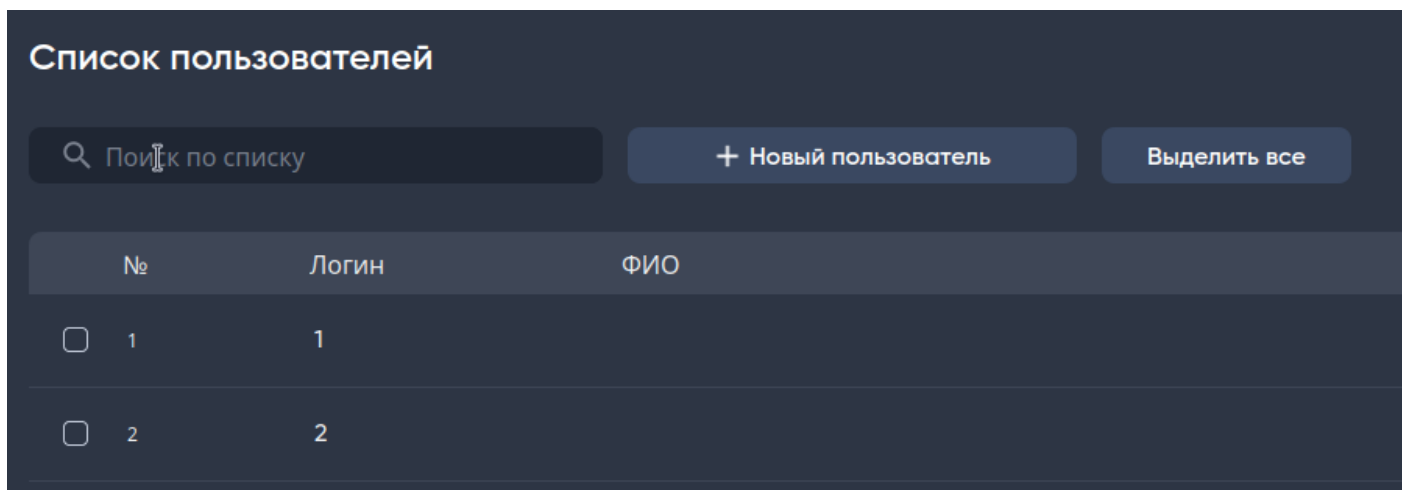 Список пользователей
Поиск по списку
+ Новый пользователь
Выделить все
№ Логин ФИО
1 1
2 2